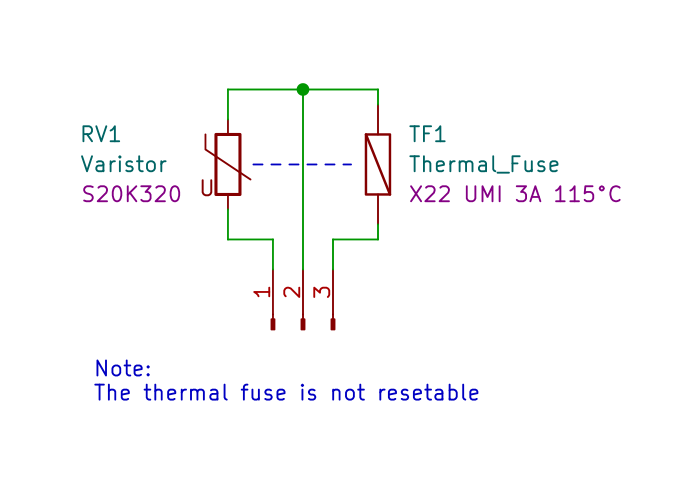 RV1
Varistor
S20K320
U
TF1
Thermal_Fuse
X22 UMI 3A 115°C
1
2
3
Note:
The thermal fuse is not resetable